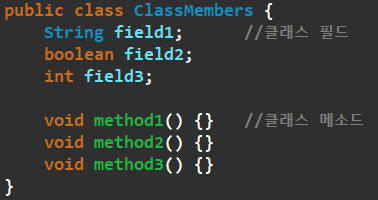 public class ClassMembers {
    String field1;      //클래스 필드
    boolean field2;
    int field3;

    void method1() {}   //클래스 메소드
    void method2() {}
    void method3() {}
}